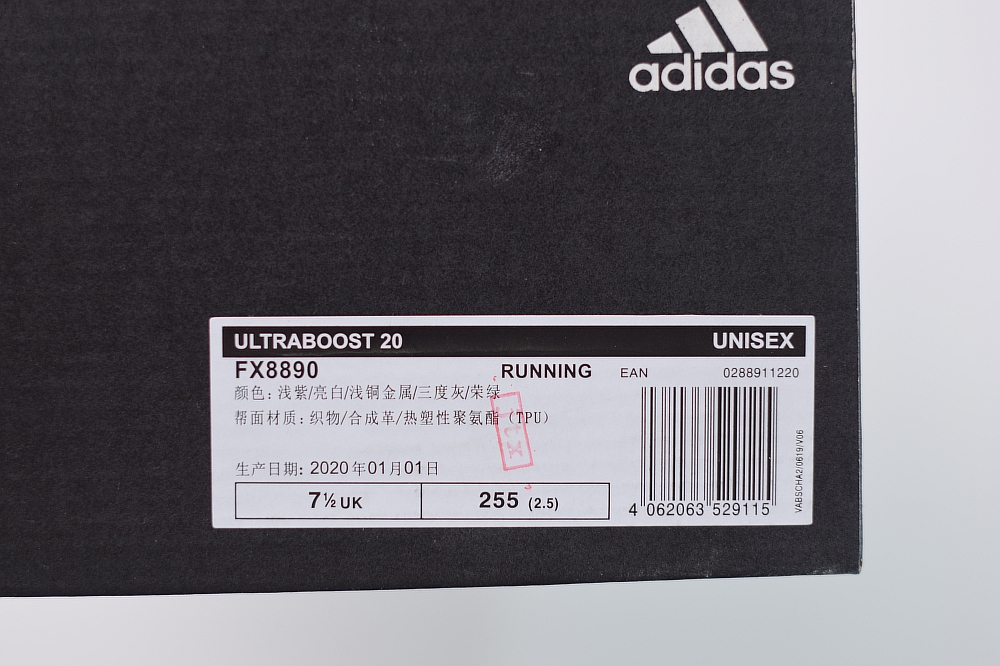 adidas
ULTRABOOST 20 UNISEX
FX8890 RUNNING EAN 0288911220
颜色: 浅紫/亮白/浅铜金属/三度灰/荣绿
帮面材质: 织物/合成革/热塑性聚氨酯（TPU）
生产日期: 2020年01月01日
7½ UK 255 (2.5)
4 062063 529115
VABSCHA2/0619/V06